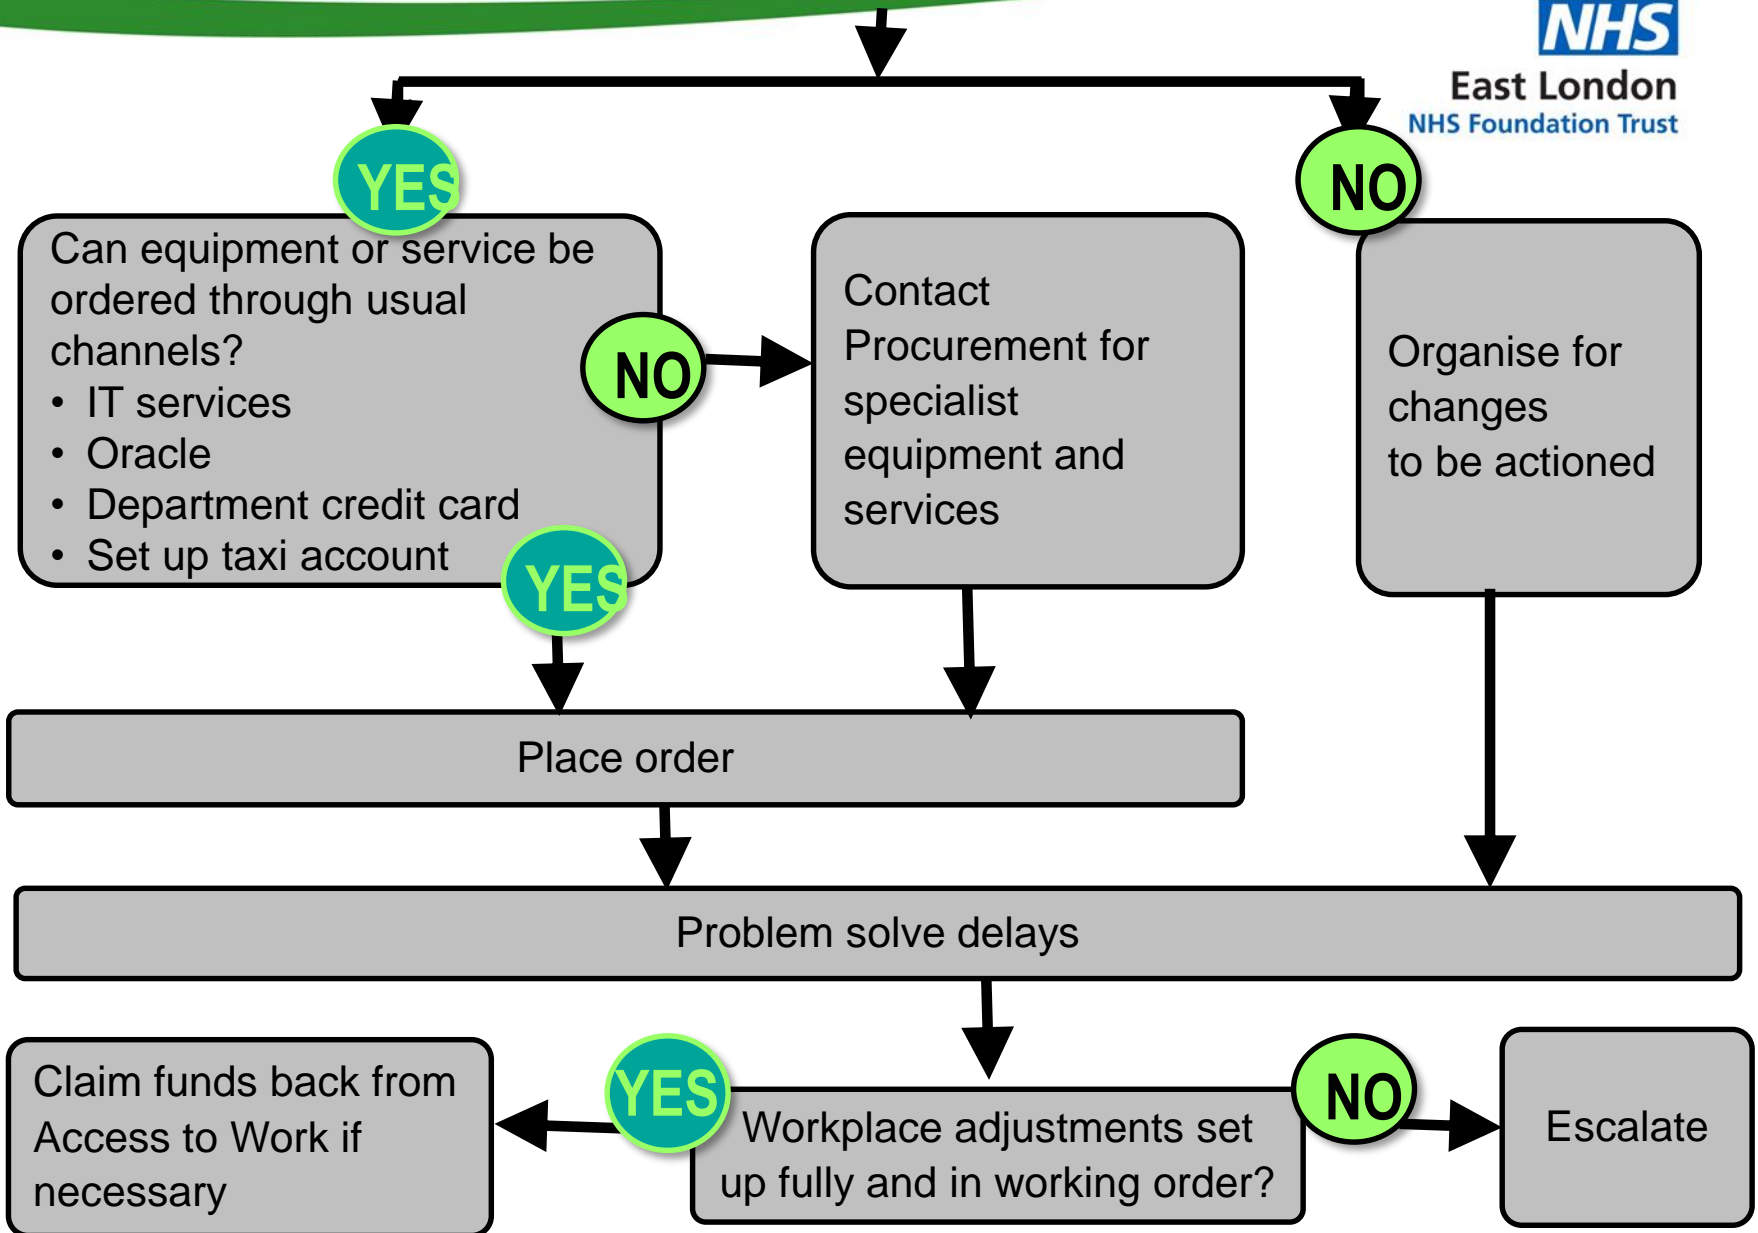 NHS
East London
NHS Foundation Trust
YES
NO
Can equipment or service be
ordered through usual
channels?
• IT services
• Oracle
• Department credit card
• Set up taxi account
NO
YES
Contact
Procurement for
specialist
equipment and
services
Organise for
changes
to be actioned
Place order
Problem solve delays
Claim funds back from
Access to Work if
necessary
YES
Workplace adjustments set
up fully and in working order?
NO
Escalate